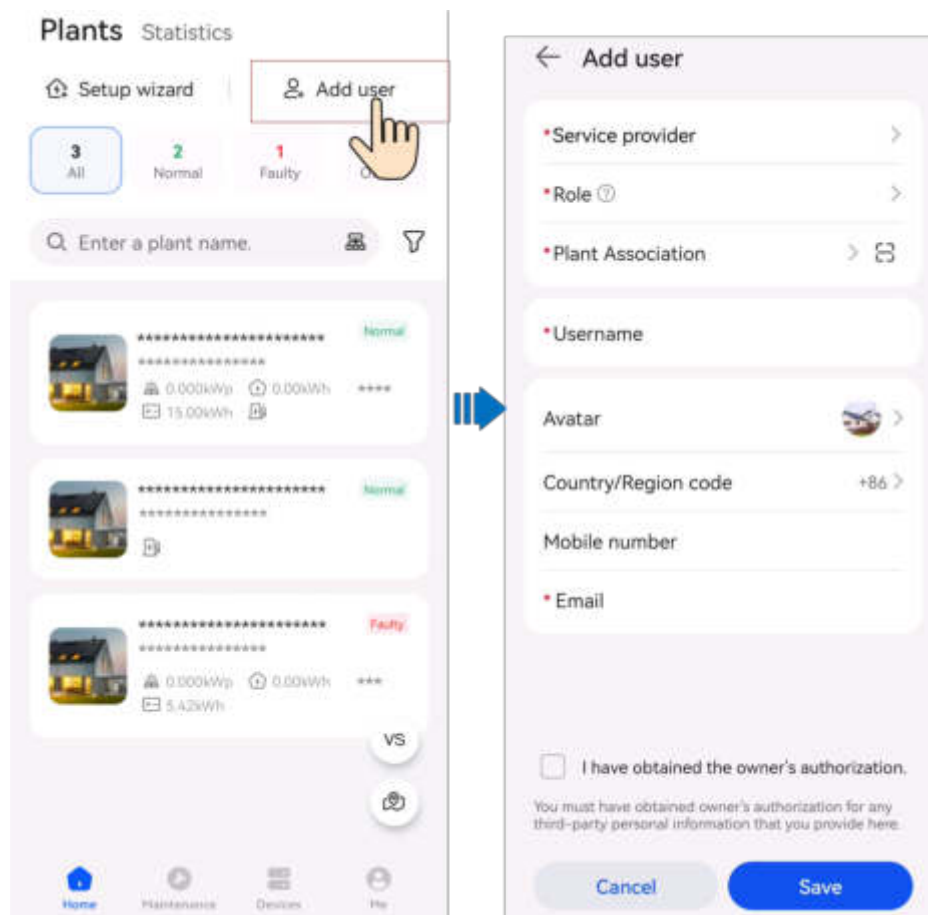 Plants Statistics
Setup wizard
Add user
3
All
2
Normal
1
Faulty
Enter a plant name.
***********************
Normal
****************
0.000kWp 0.00kWh ****
15.00kWh
***********************
Normal
****************
***********************
Faulty
****************
0.000kWp 0.00kWh ***
5.42kWh
VS
Home
Maintenance
Devices
Me
← Add user
*Service provider
*Role
*Plant Association
*Username
Avatar
Country/Region code +86
Mobile number
* Email
I have obtained the owner's authorization.
You must have obtained owner's authorization for any
third-party personal information that you provide here.
Cancel
Save